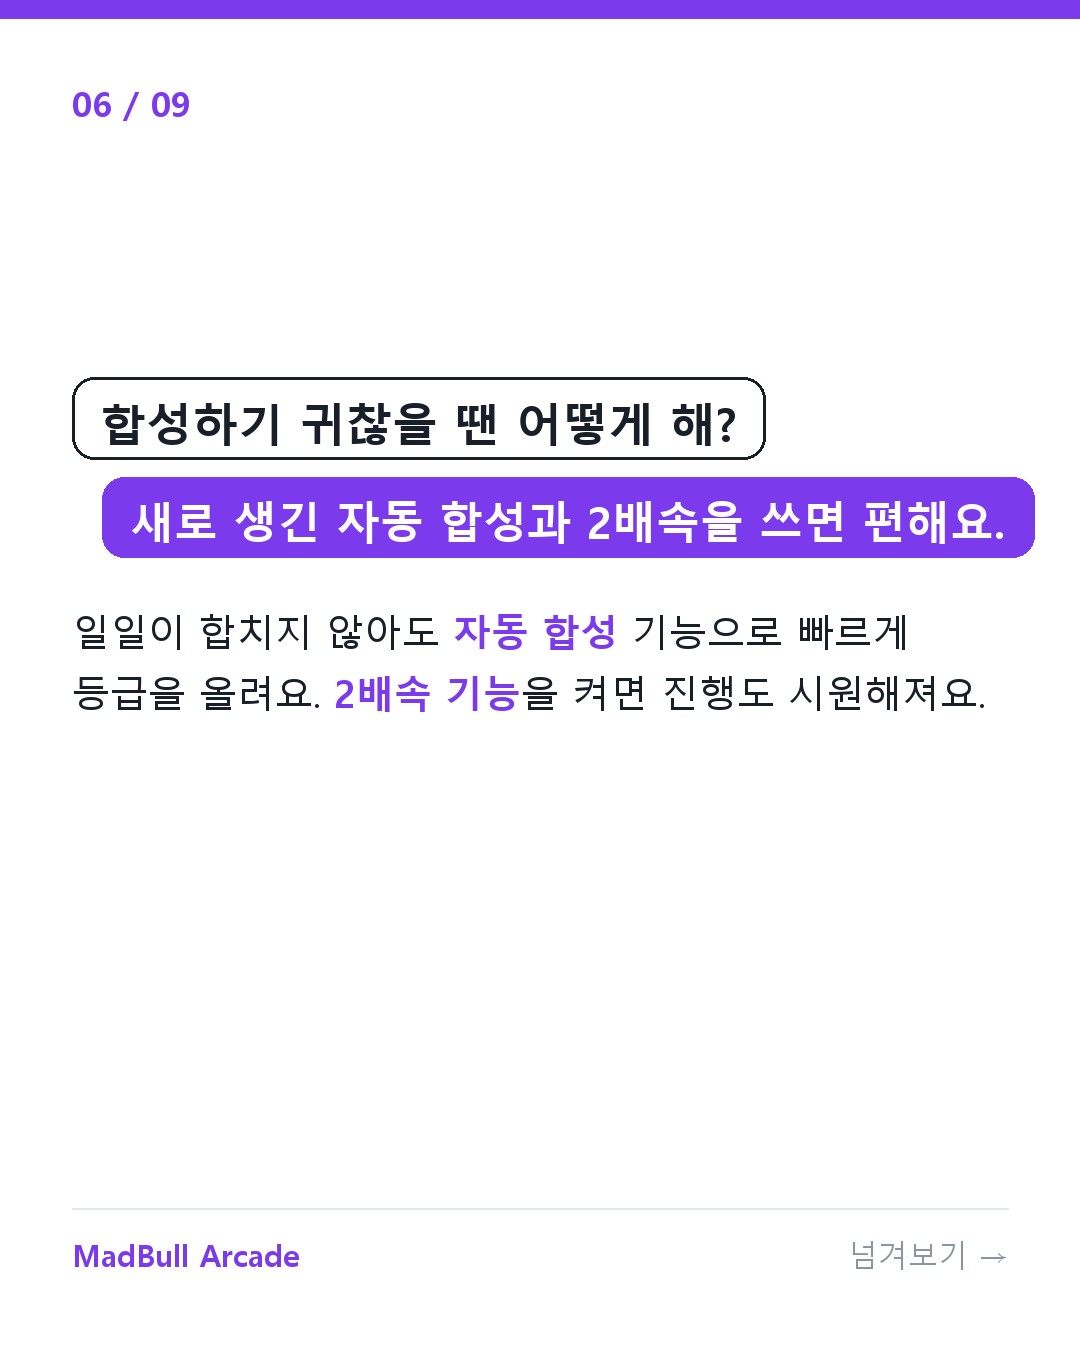 06 / 09
합성하기 귀찮을 땐 어떻게 해?
새로 생긴 자동 합성과 2배속을 쓰면 편해요.
일일이 합치지 않아도 자동 합성 기능으로 빠르게
등급을 올려요. 2배속 기능을 켜면 진행도 시원해져요.
MadBull Arcade
넘겨보기 →